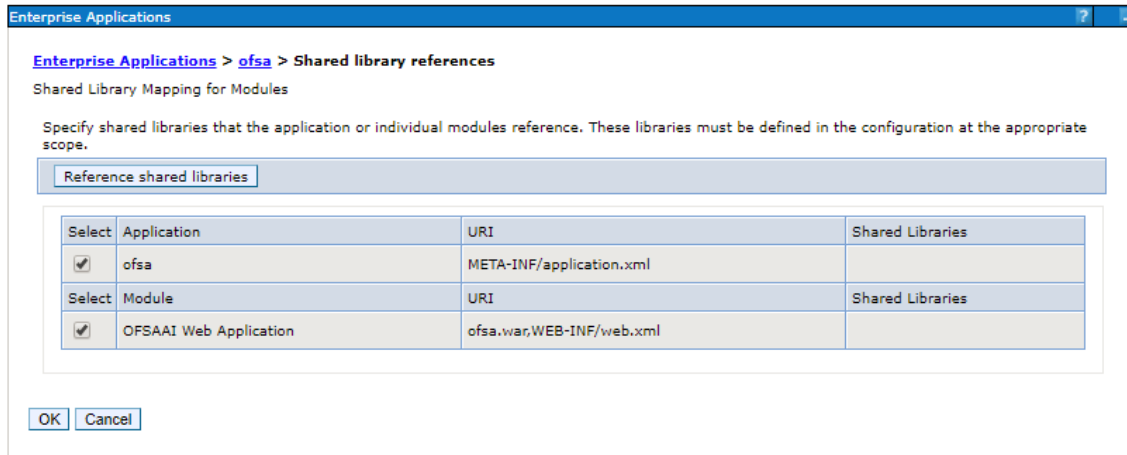 Enterprise Applications ?
Enterprise Applications > ofsa > Shared library references
Shared Library Mapping for Modules
Specify shared libraries that the application or individual modules reference. These libraries must be defined in the configuration at the appropriate
scope.
Reference shared libraries
Select Application URI Shared Libraries
ofsa META-INF/application.xml
Select Module URI Shared Libraries
OFSAAI Web Application ofsa.war,WEB-INF/web.xml
OK Cancel